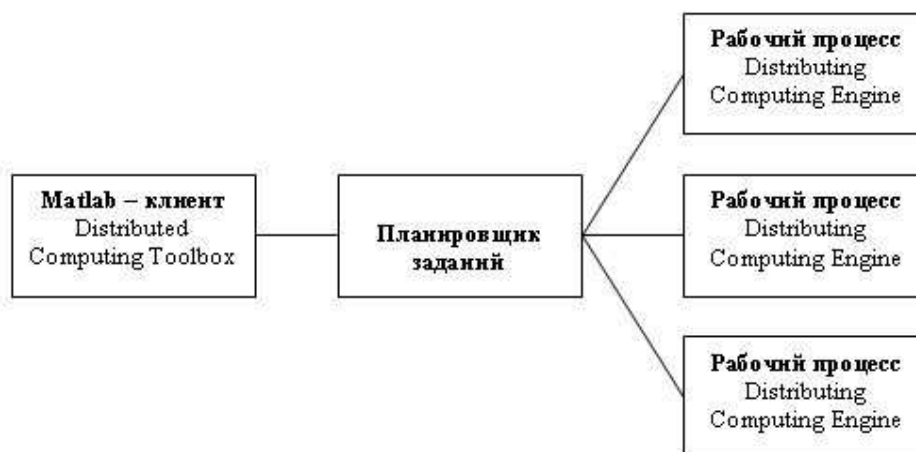 Matlab – клиент
Distributed
Computing Toolbox
Планировщик
заданий
Рабочий процесс
Distributing
Computing Engine
Рабочий процесс
Distributing
Computing Engine
Рабочий процесс
Distributing
Computing Engine